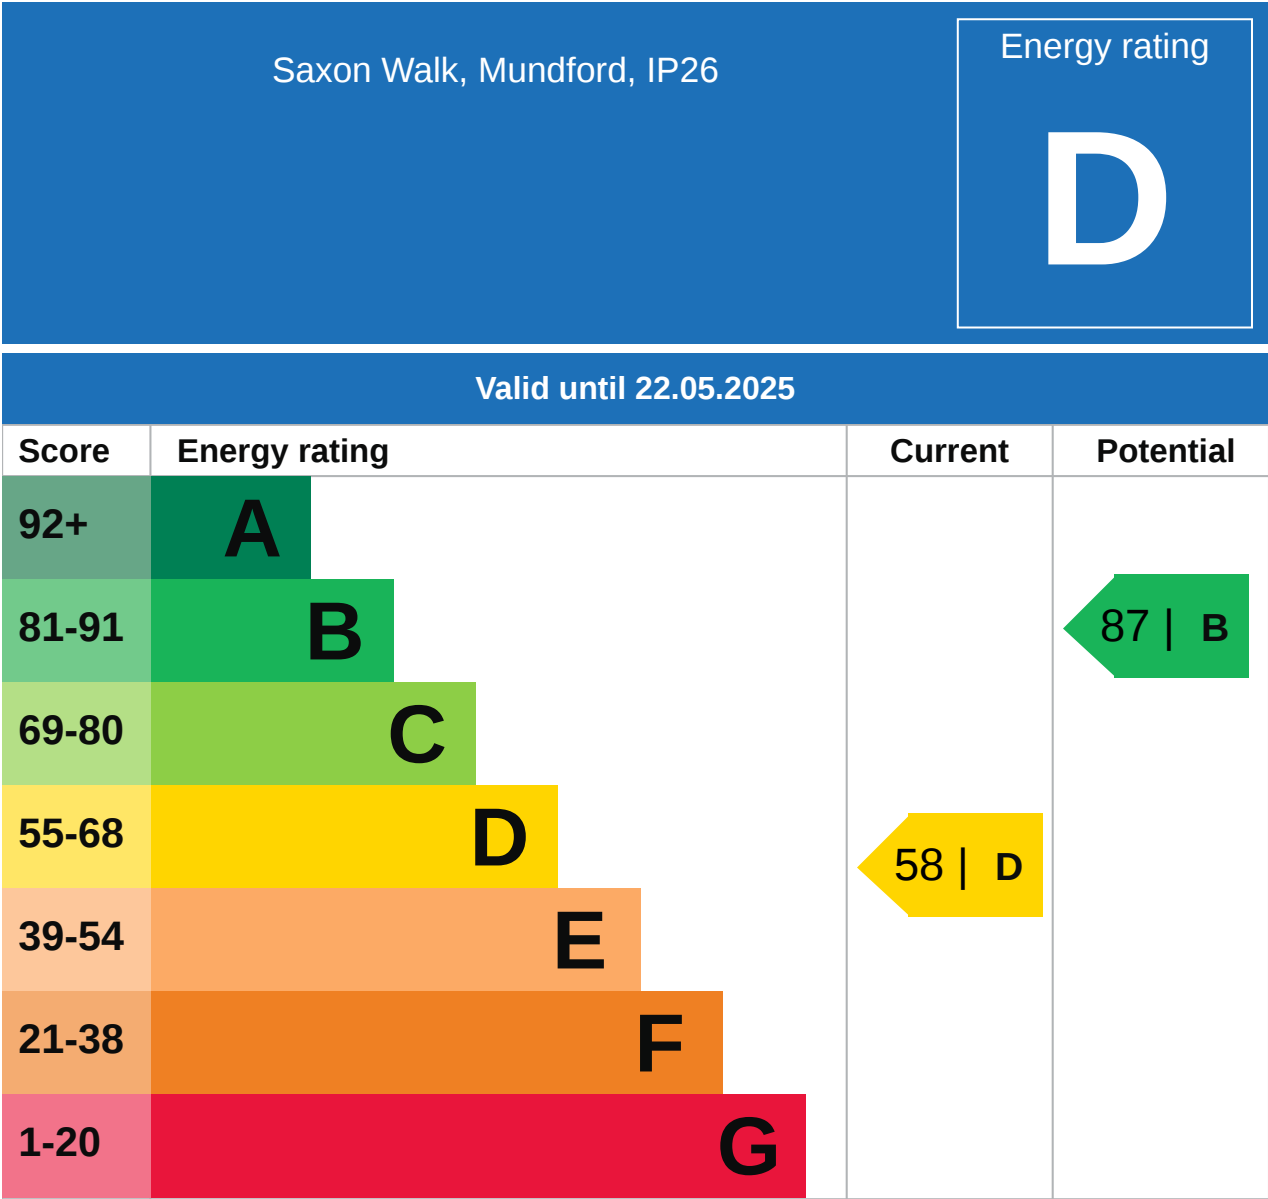 Saxon Walk, Mundford, IP26
Energy rating
D
Valid until 22.05.2025
Score Energy rating Current Potential
92+ A
81-91 B 87 | B
69-80 C
55-68 D 58 | D
39-54 E
21-38 F
1-20 G